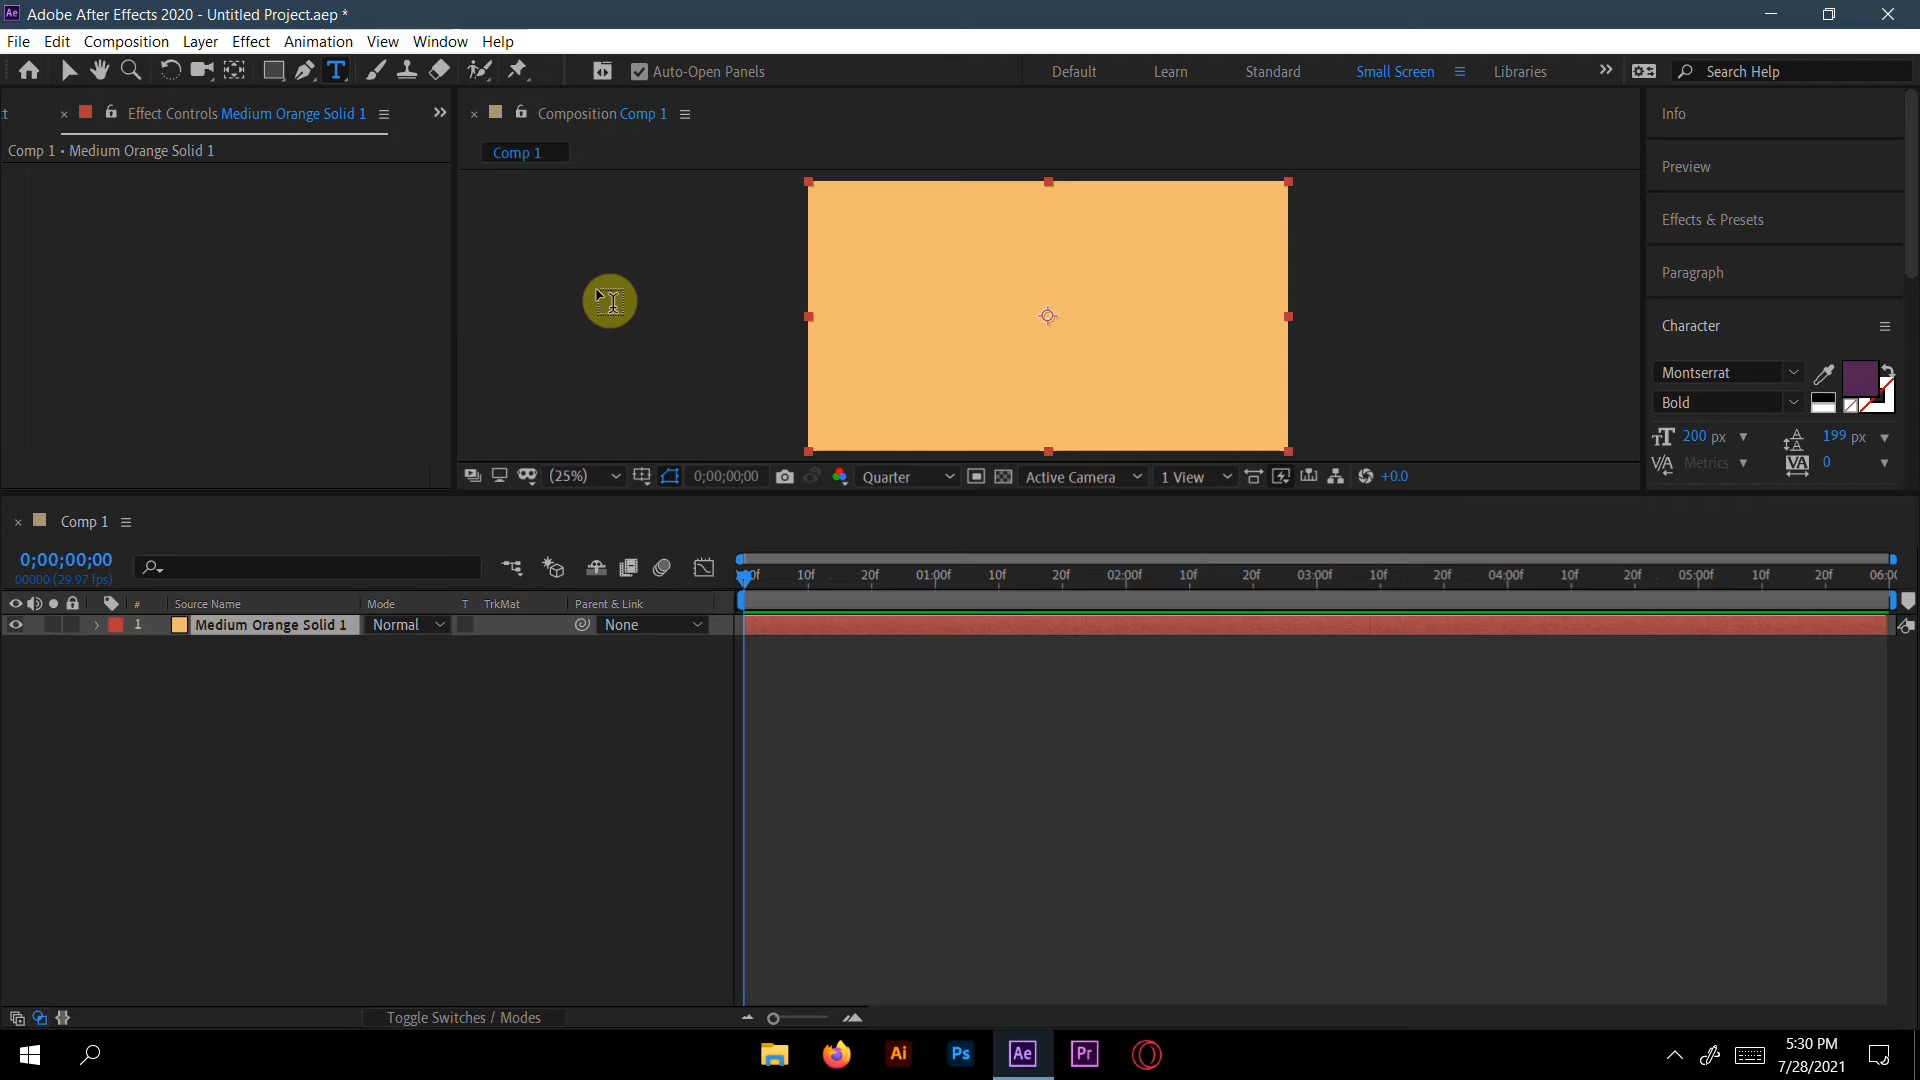 Ae Adobe After Effects 2020 - Untitled Project.aep *
File Edit Composition Layer Effect Animation View Window Help
T Auto-Open Panels Default Learn Standard Small Screen Libraries Search Help
t Effect Controls Medium Orange Solid 1
Comp 1 • Medium Orange Solid 1
Composition Comp 1
Comp 1
Info
Preview
Effects & Presets
Paragraph
Character
Montserrat
Bold
200 px 199 px
Metrics 0
(25%) 0;00;00;00 Quarter Active Camera 1 View +0.0
Comp 1
0;00;00;00
00000 (29.97 fps)
10f 20f 01:00f 10f 20f 02:00f 10f 20f 03:00f 10f 20f 04:00f 10f 20f 05:00f 10f 20f
# Source Name Mode T TrkMat Parent & Link
1 Medium Orange Solid 1 Normal None
Toggle Switches / Modes
Ai Ps Ae Pr
5:30 PM
7/28/2021